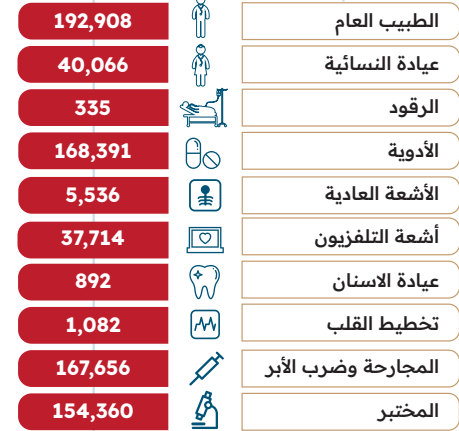 الطبيب العام 192,908
عيادة النسائية 40,066
الرقود 335
الأدوية 168,391
الأشعة العادية 5,536
أشعة التلفزيون 37,714
عيادة الاسنان 892
تخطيط القلب 1,082
المجارحة وضرب الأبر 167,656
المختبر 154,360